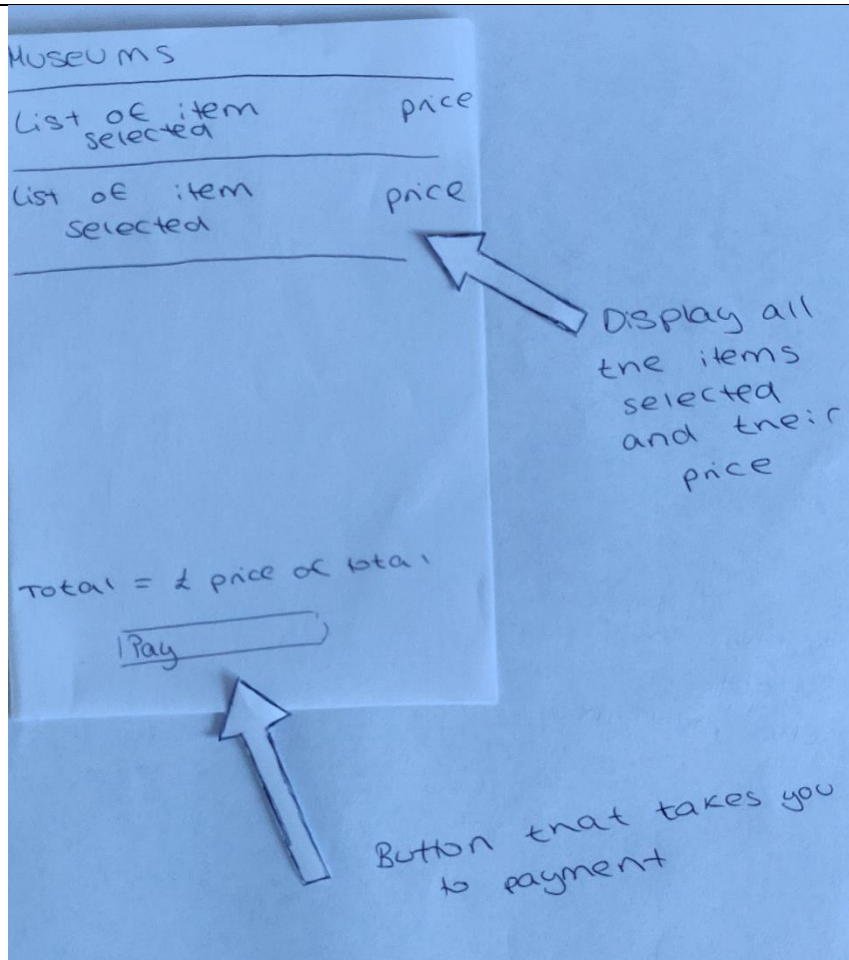 Museums
List of item price
selected
List of item price
selected
Display all
the items
selected
and their
price
Total = £ price of total
Pay
Button that takes you
to payment